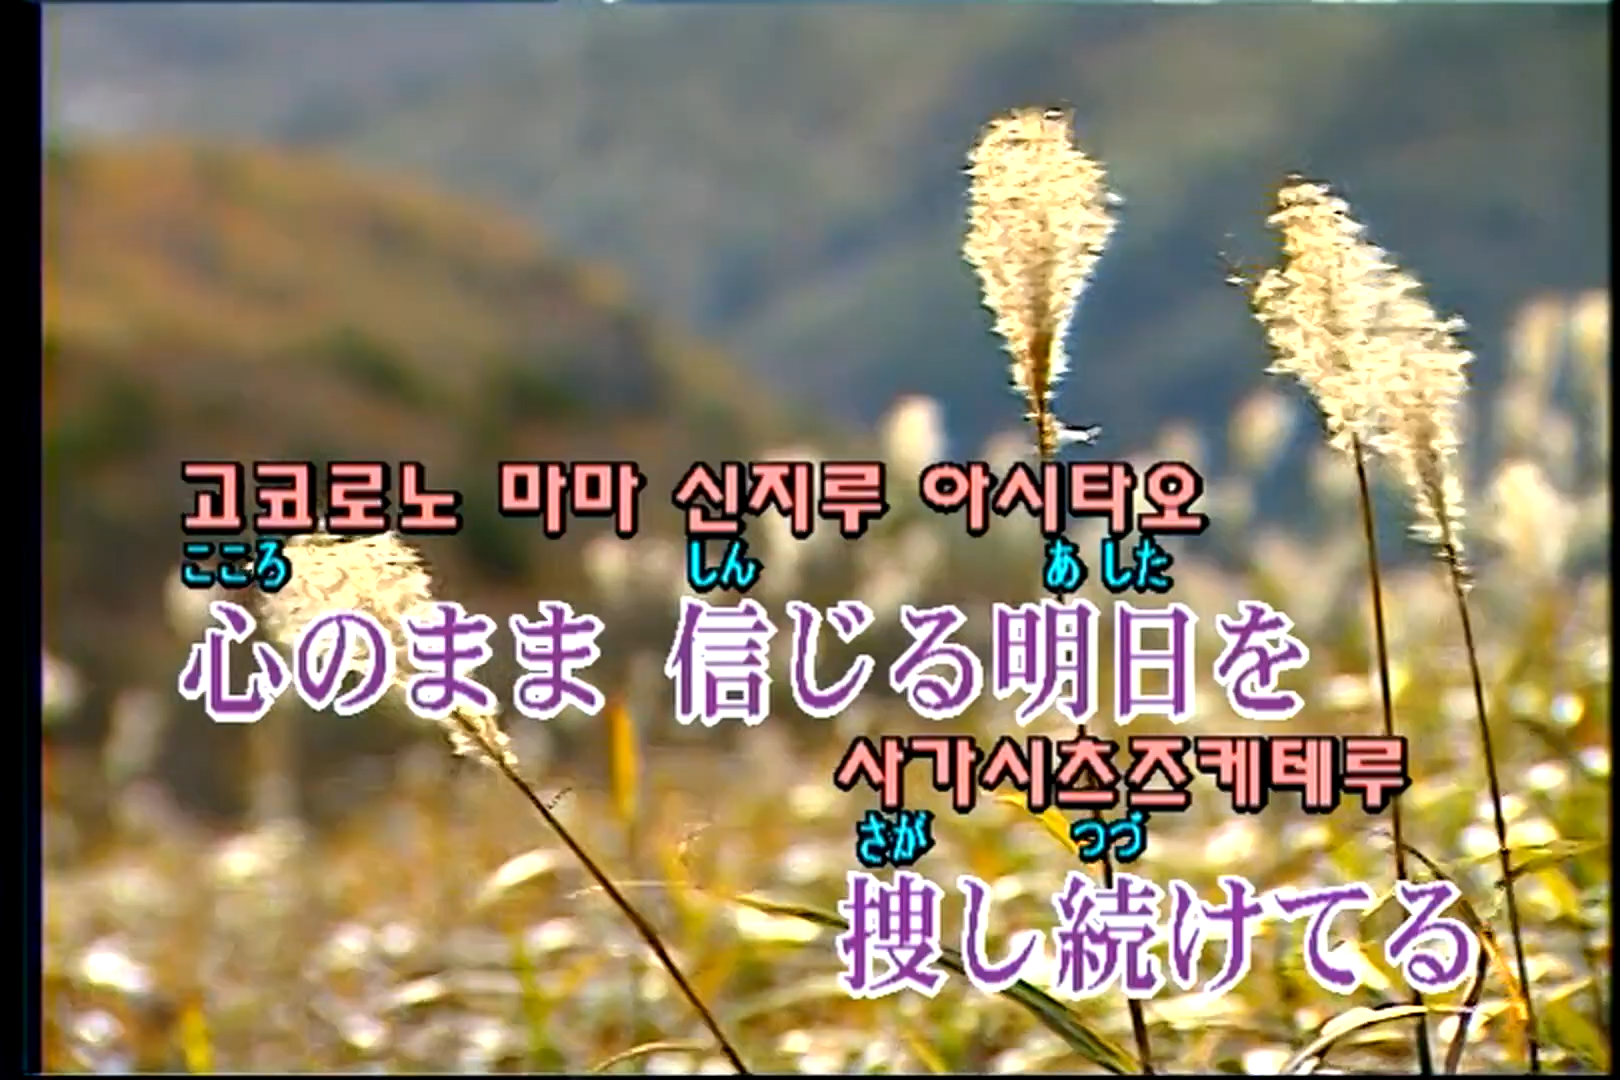 고코로노 마마 신지루 아시타오
こころ しん あした
心のまま 信じる明日を
사가시츠즈케테루
さが つづ
捜し続けてる